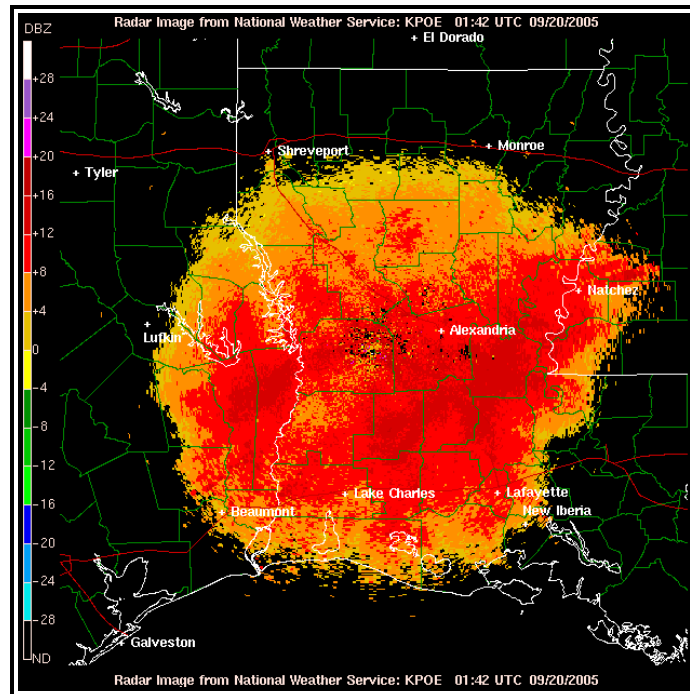 Radar Image from National Weather Service: KPOE 01:42 UTC 09/20/2005
DBZ
El Dorado
+28
+24
Monroe
Shreveport
+20
Tyler
+16
+12
+8
Natchez
+4
Lufkin
Alexandria
0
-4
-8
-12
Lake Charles
Lafayette
-16
Beaumont
New Iberia
-20
-24
-28
Galveston
ND
Radar Image from National Weather Service: KPOE 01:42 UTC 09/20/2005